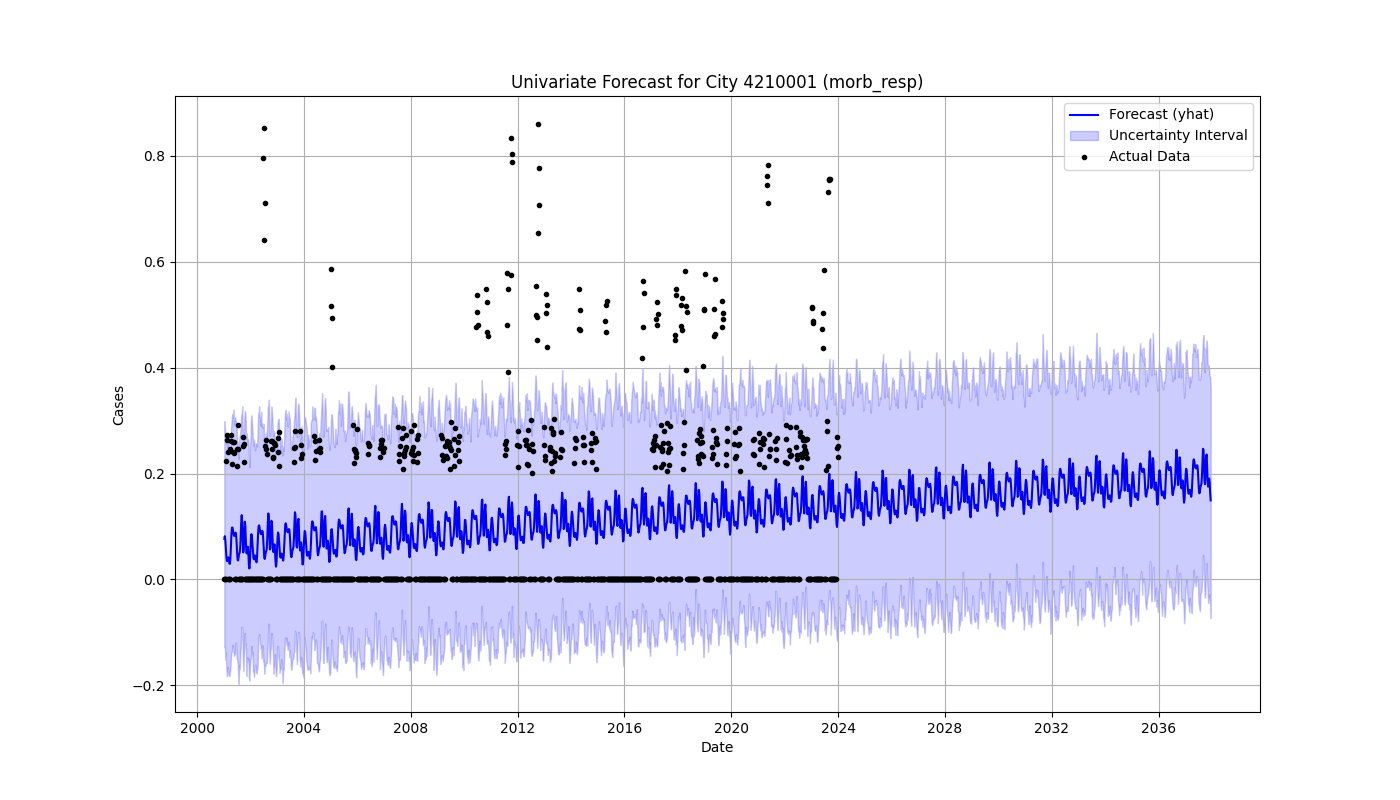 Univariate Forecast for City 4210001 (morb_resp)
Forecast (yhat)
Uncertainty Interval
Actual Data
Cases
0.8
0.6
0.4
0.2
0.0
−0.2
2000 2004 2008 2012 2016 2020 2024 2028 2032 2036
Date